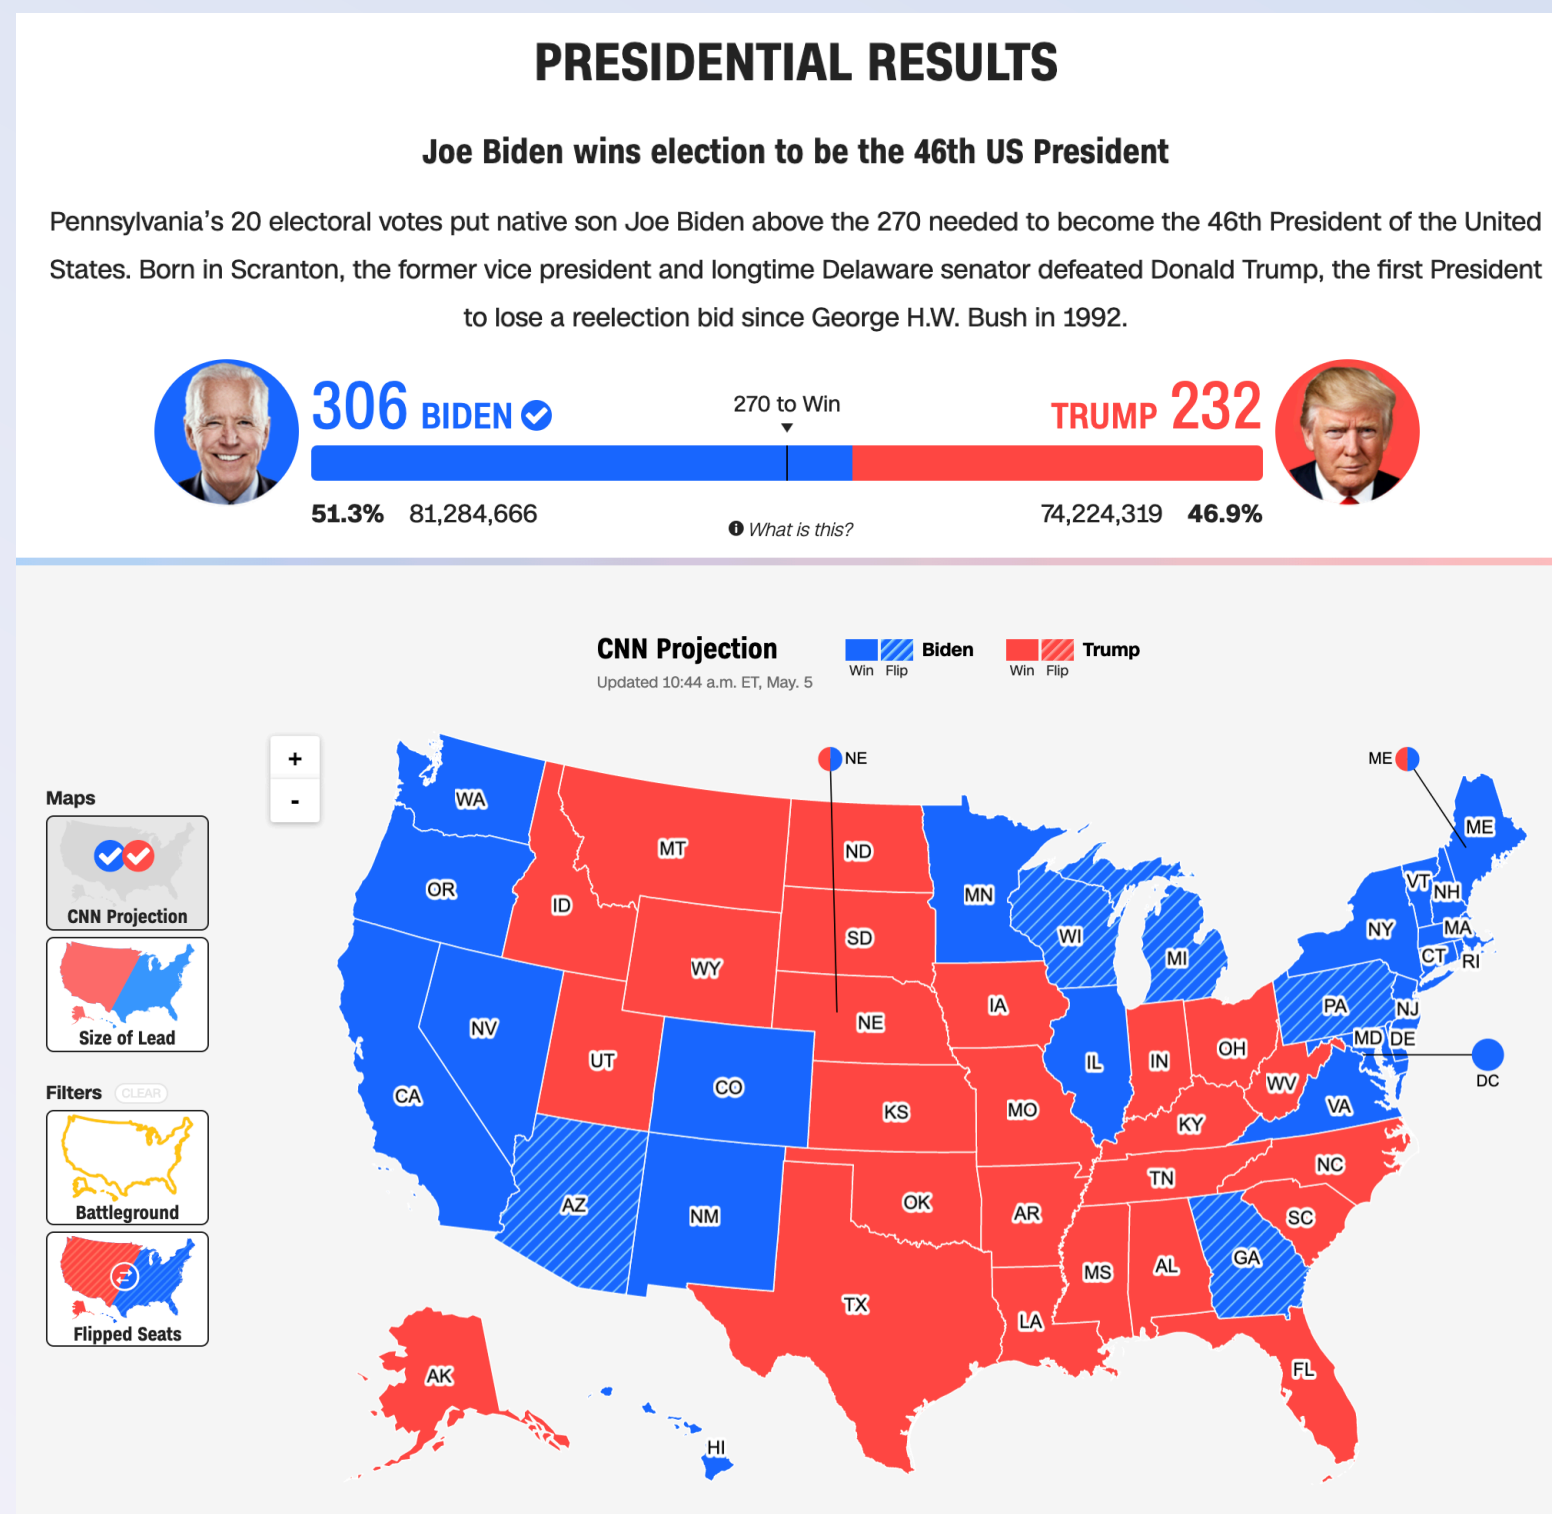 PRESIDENTIAL RESULTS
Joe Biden wins election to be the 46th US President
Pennsylvania's 20 electoral votes put native son Joe Biden above the 270 needed to become the 46th President of the United
States. Born in Scranton, the former vice president and longtime Delaware senator defeated Donald Trump, the first President
to lose a reelection bid since George H.W. Bush in 1992.
306 BIDEN
270 to Win
TRUMP 232
51.3% 81,284,666
What is this?
74,224,319 46.9%
CNN Projection
Updated 10:44 a.m. ET, May. 5
Win Flip Biden
Win Flip Trump
+
-
Maps
CNN Projection
Size of Lead
Filters CLEAR
Battleground
Flipped Seats
NE
ME
WA
MT
ND
ME
OR
ID
MN
VT
NH
SD
WI
NY
MA
WY
MI
CT
RI
NV
NE
IA
PA
NJ
UT
OH
MD
DE
CA
CO
IL
IN
WV
DC
KS
MO
KY
VA
AZ
NM
OK
AR
TN
NC
SC
TX
MS
AL
GA
LA
FL
AK
HI